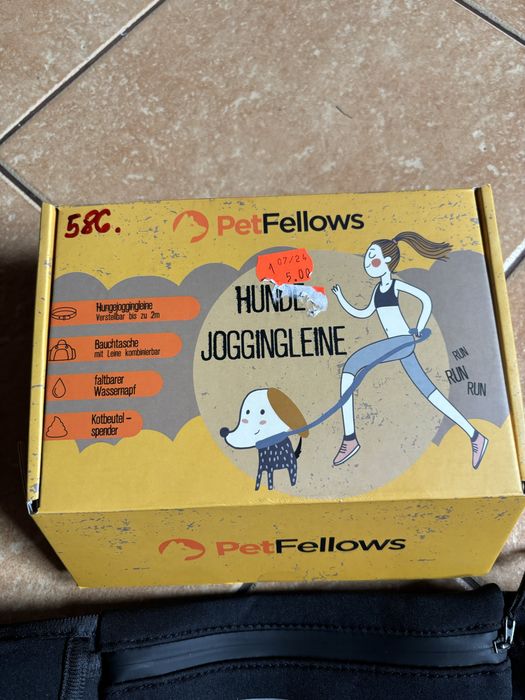 58C.
PetFellows
1 07/24
5.00
HUNDE
JOGGINGLEINE
Hungejoggingleine
Verstellbar bis zu 2m
Bauchtasche
mit Leine kombinierbar
faltbarer
Wassernapf
Kotbeutel-
spender
RUN
RUN
RUN
PetFellows